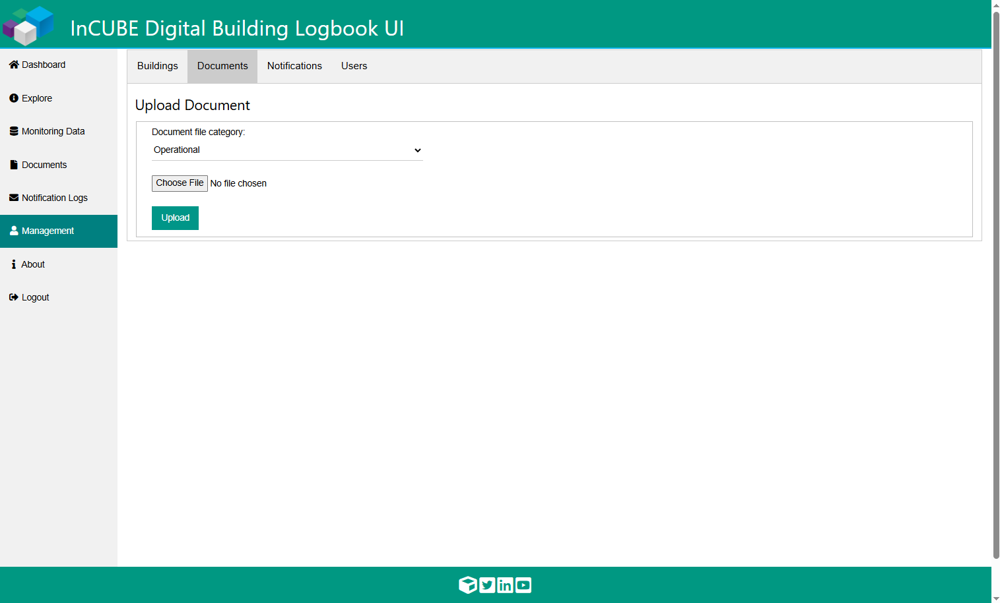 InCUBE Digital Building Logbook UI
Dashboard
Explore
Monitoring Data
Documents
Notification Logs
Management
About
Logout
Buildings Documents Notifications Users
Upload Document
Document file category:
Operational
Choose File No file chosen
Upload